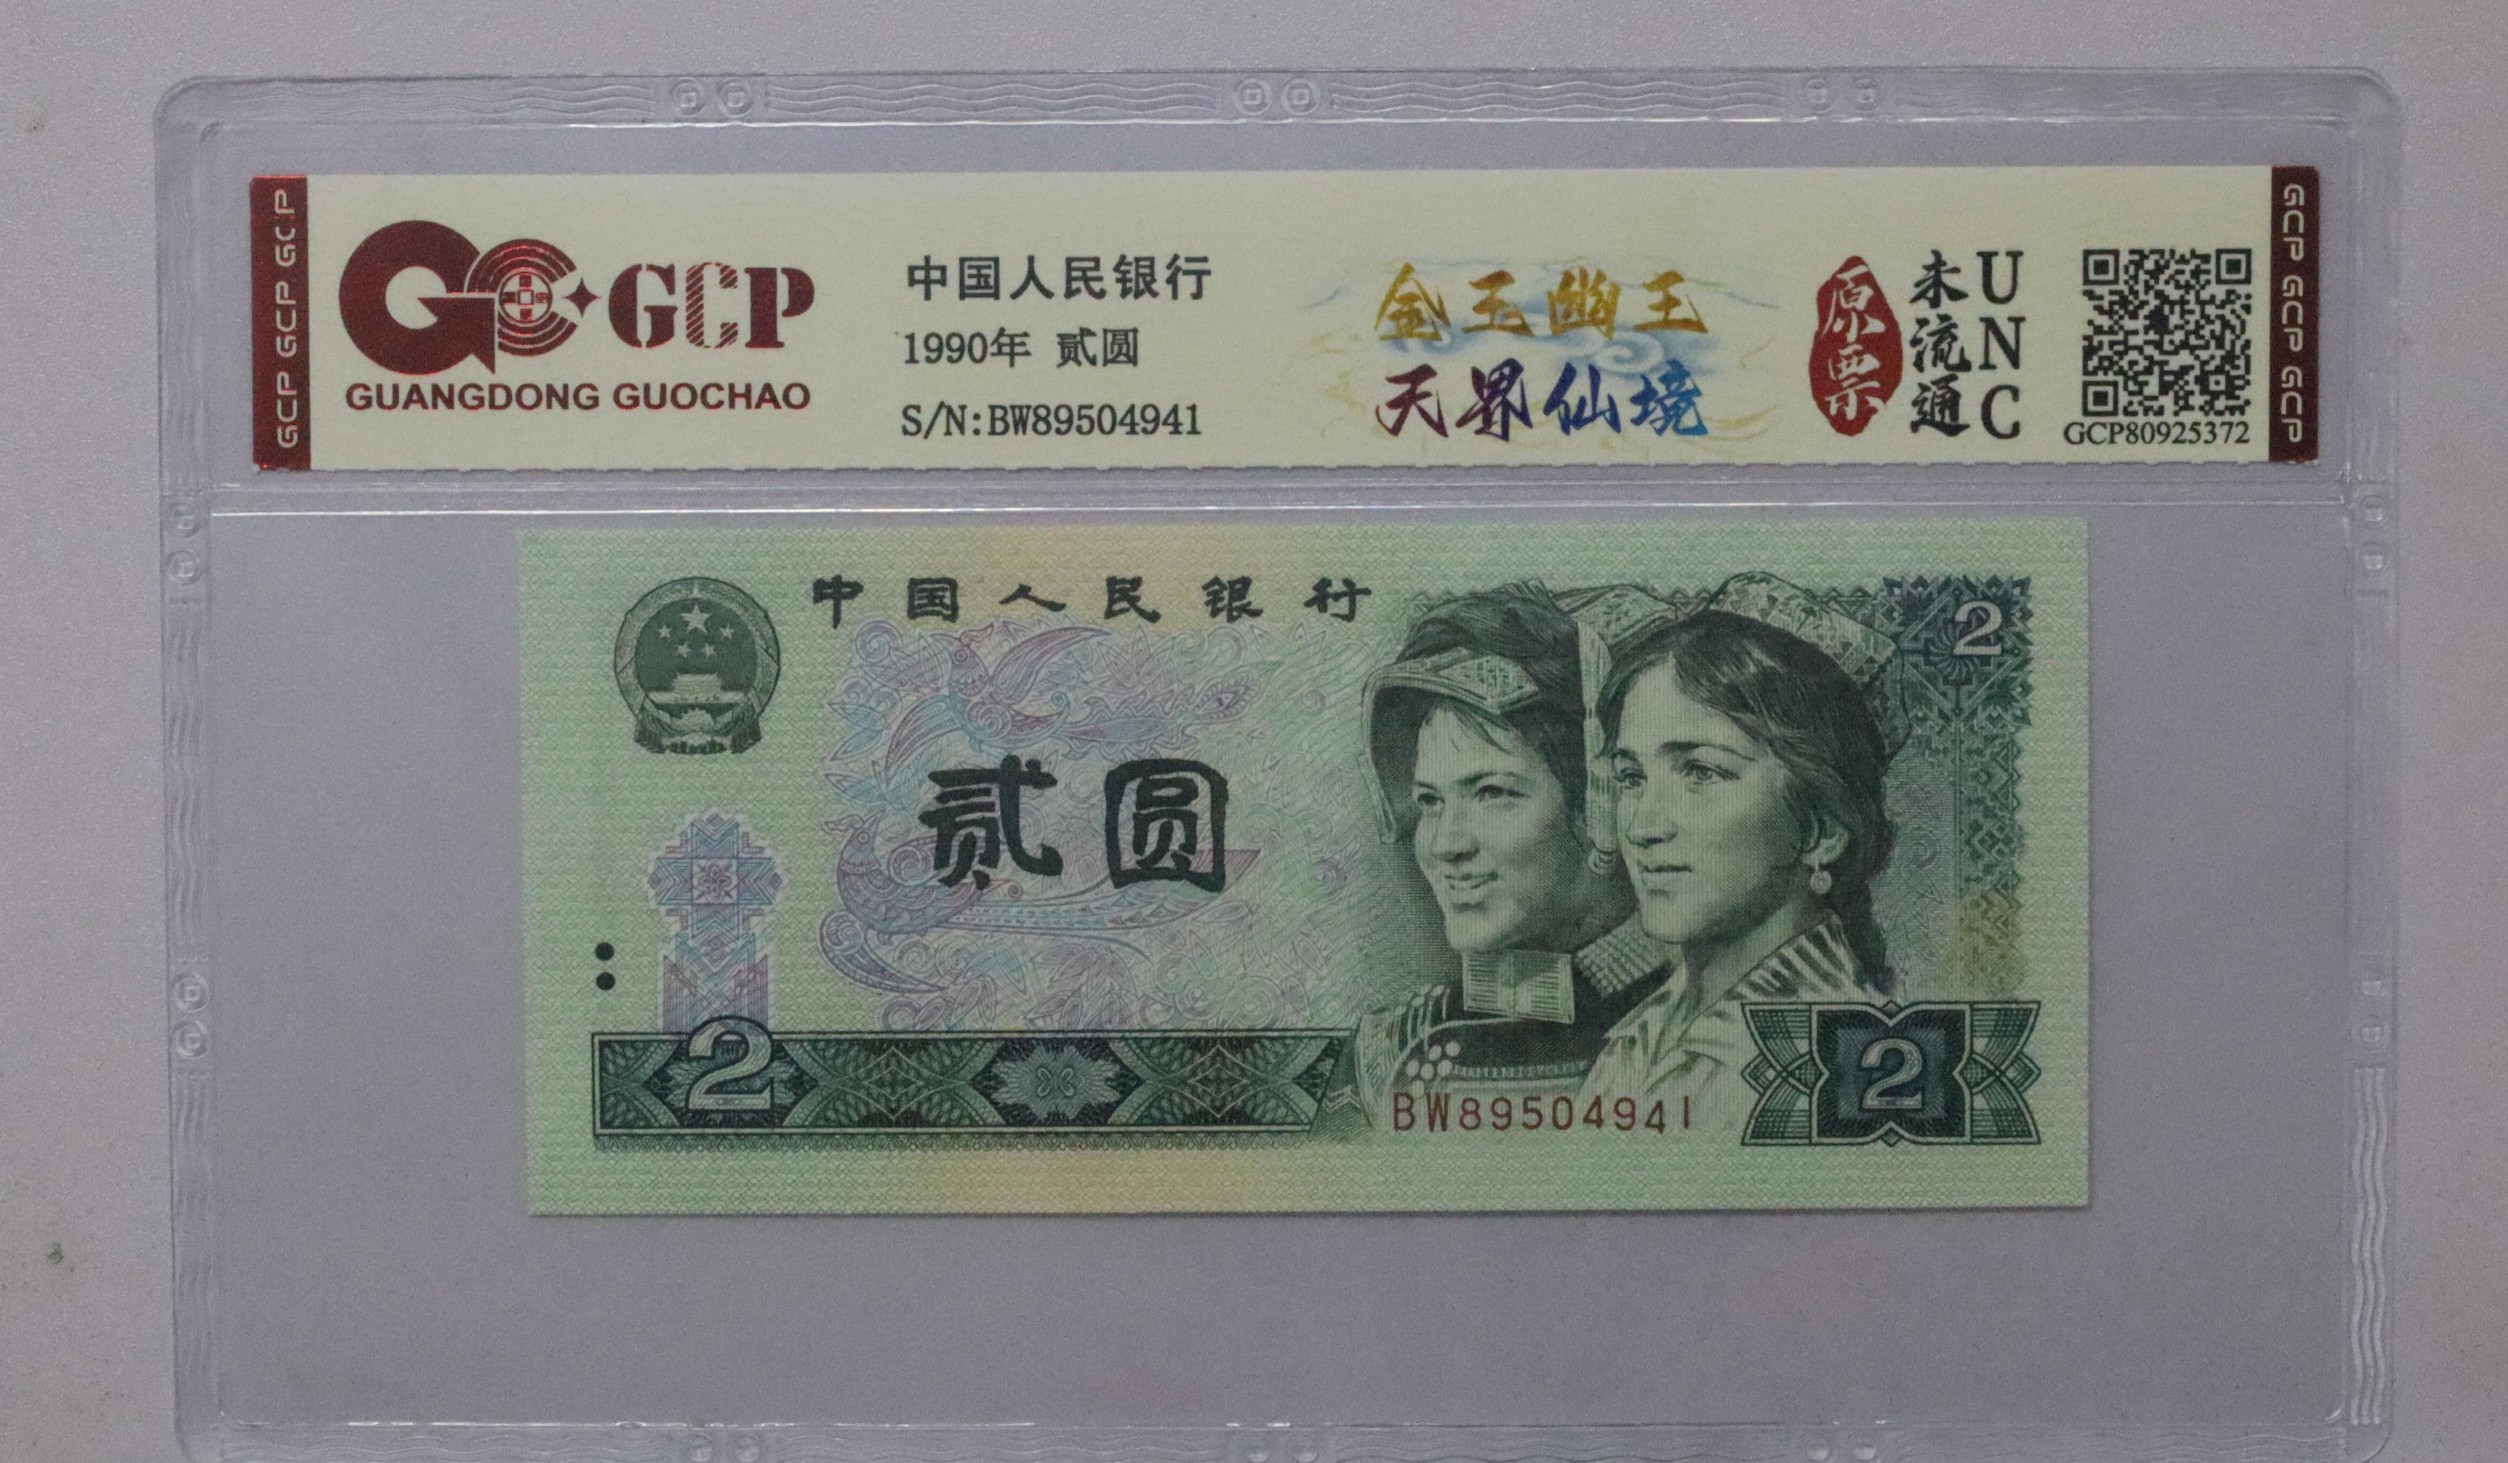 GCP GCP GCP
GCP
GUANGDONG GUOCHAO
中国人民银行
1990年 贰圆
S/N:BW89504941
金玉幽王
天界仙境
原票
未流通
UNC
GCP80925372
GCP GCP GCP
中国人民银行
2
贰圆
2
BW89504941
2